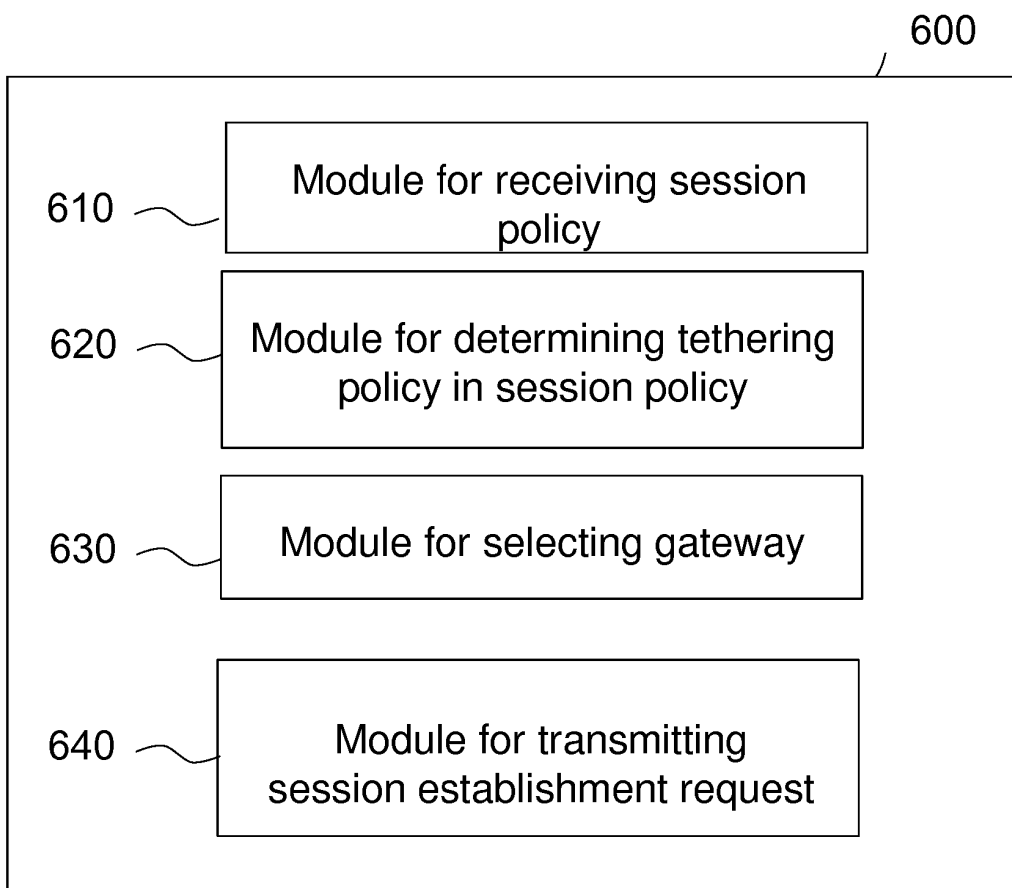 600
610
Module for receiving session
policy
620
Module for determining tethering
policy in session policy
630
Module for selecting gateway
640
Module for transmitting
session establishment request